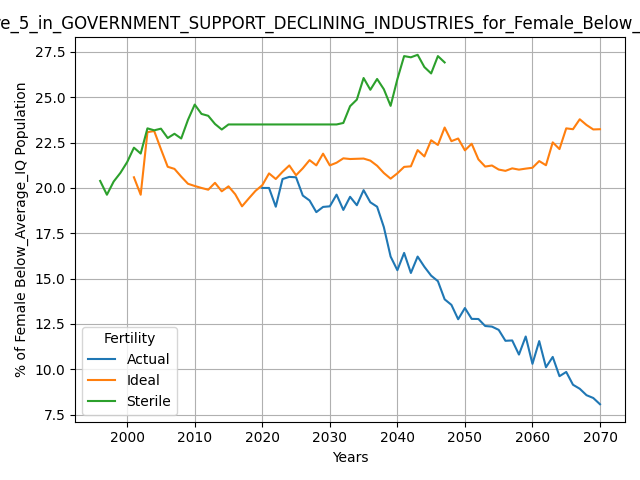 re_5_in_GOVERNMENT_SUPPORT_DECLINING_INDUSTRIES_for_Female_Below_
% of Female Below_Average_IQ Population
27.5
25.0
22.5
20.0
17.5
15.0
12.5
10.0
7.5
Fertility
Actual
Ideal
Sterile
2000 2010 2020 2030 2040 2050 2060 2070
Years